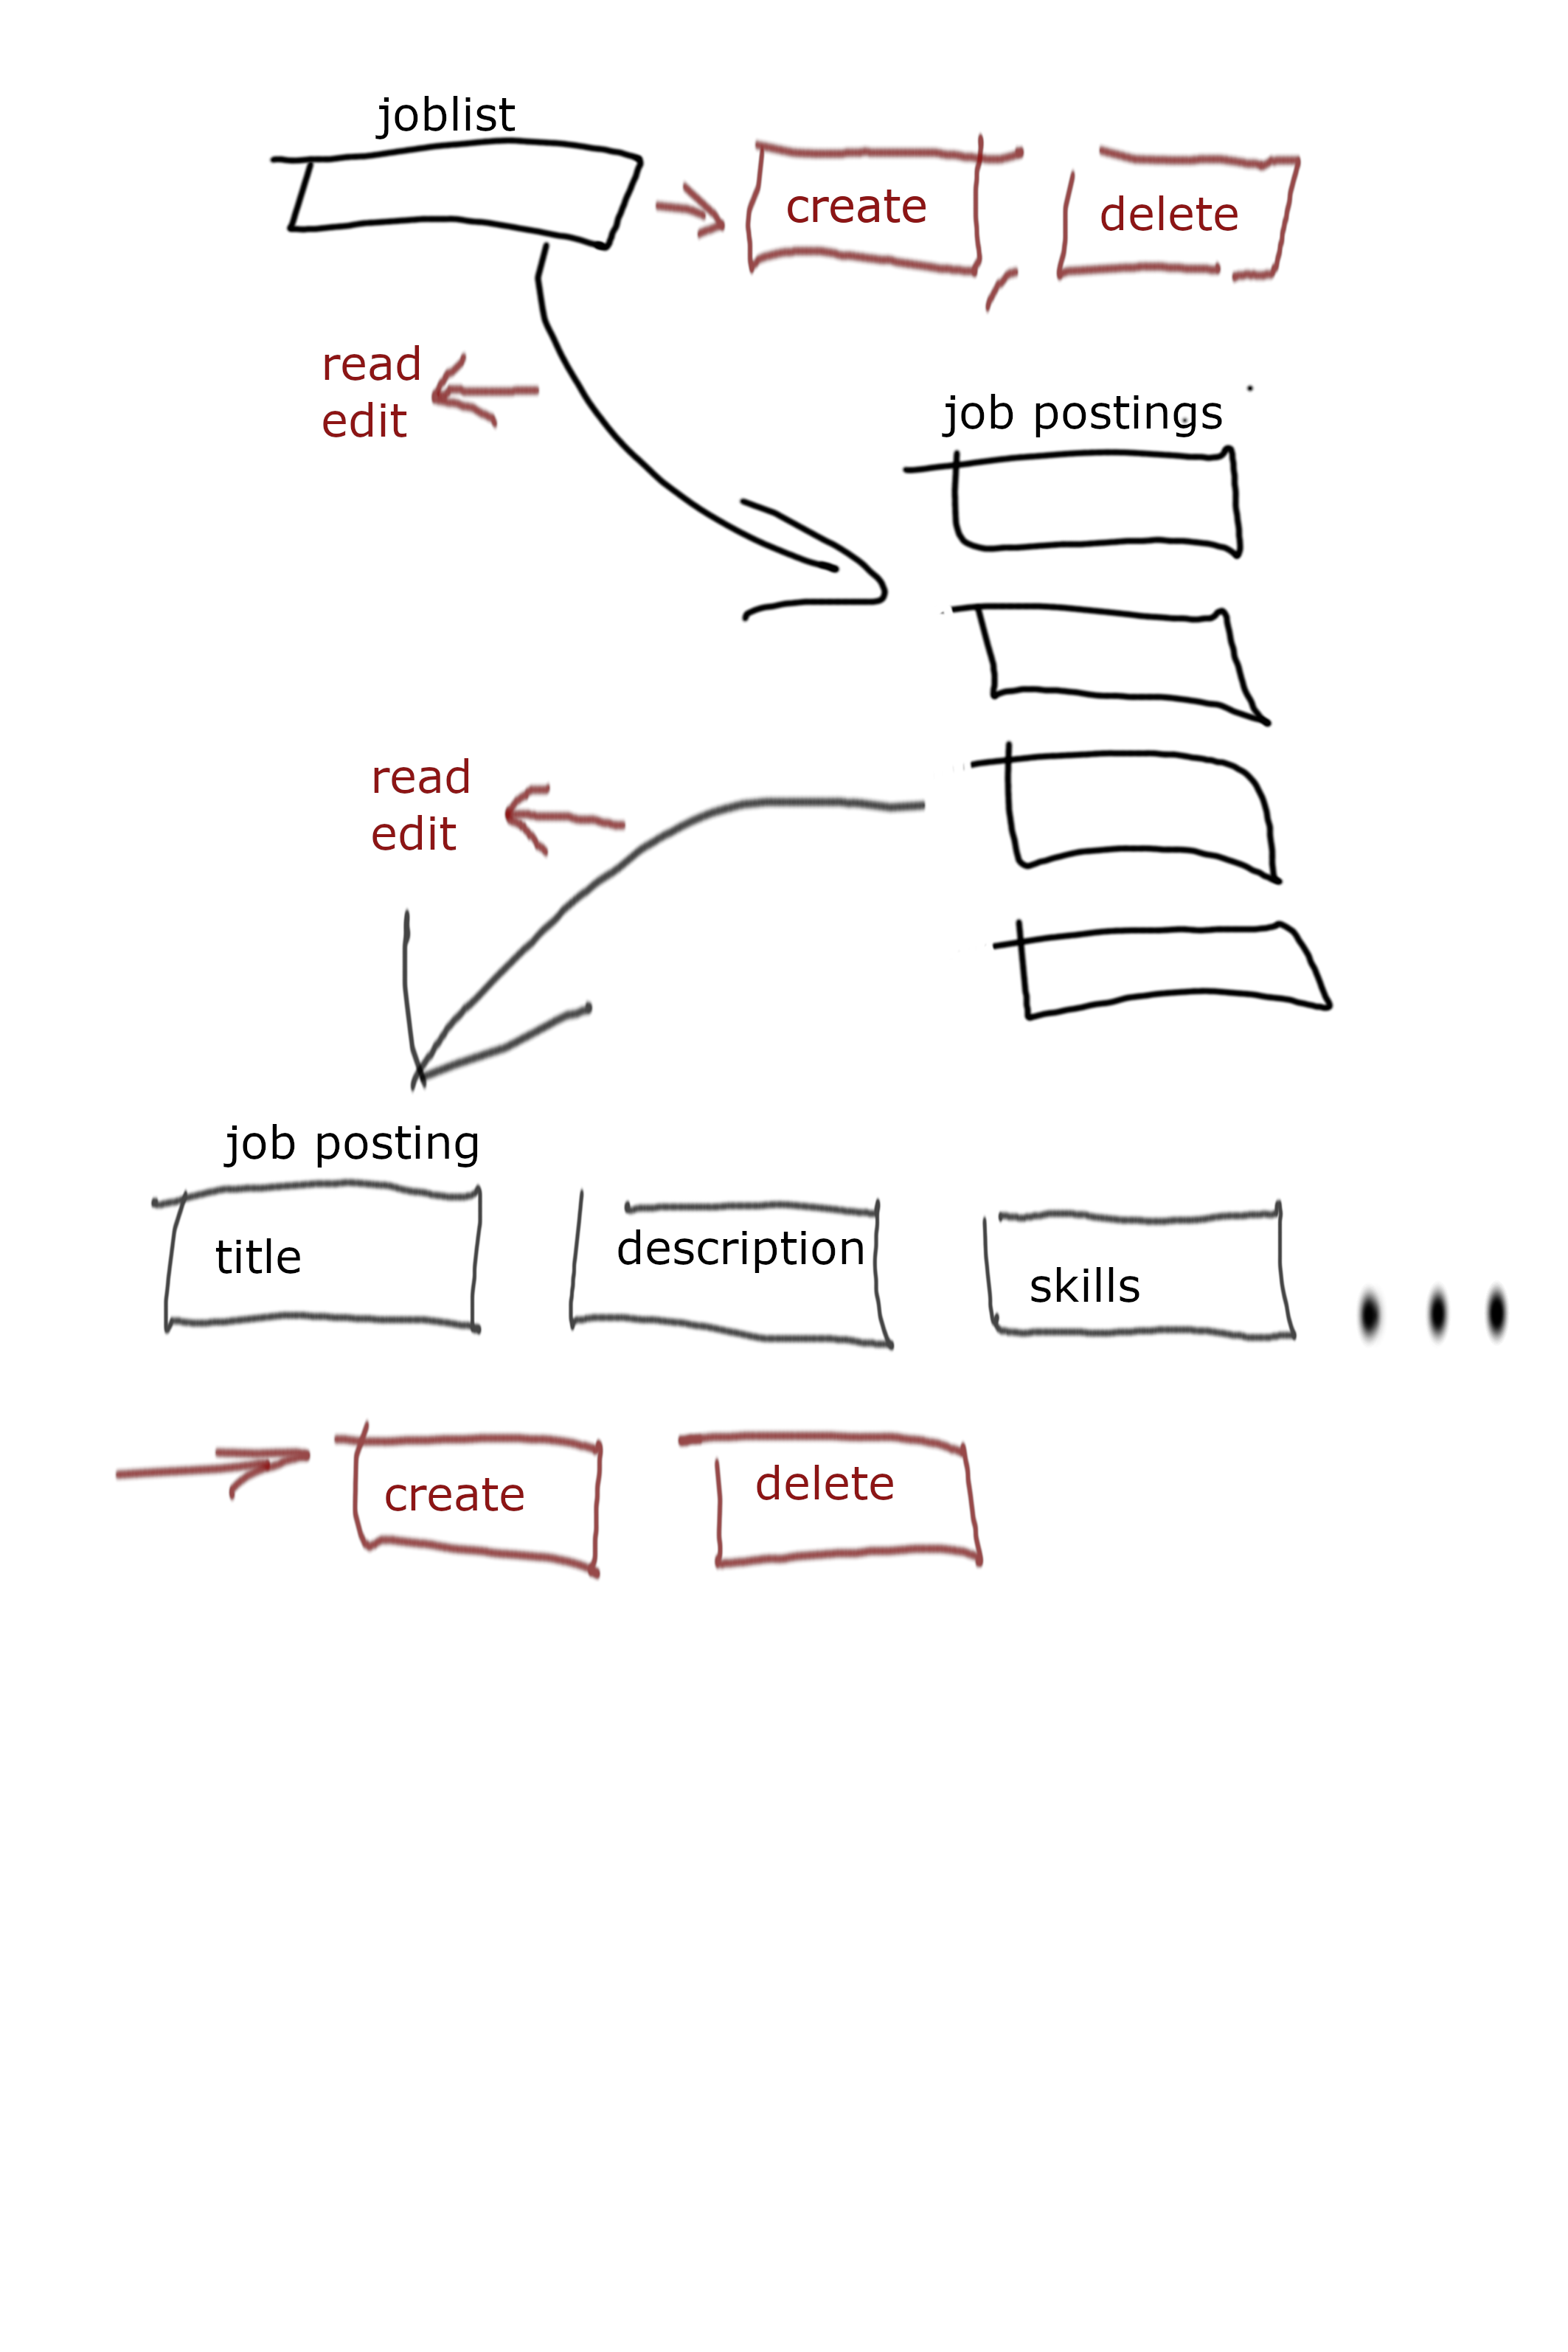 joblist
create
delete
read
edit
job postings
read
edit
job posting
title
description
skills
create
delete